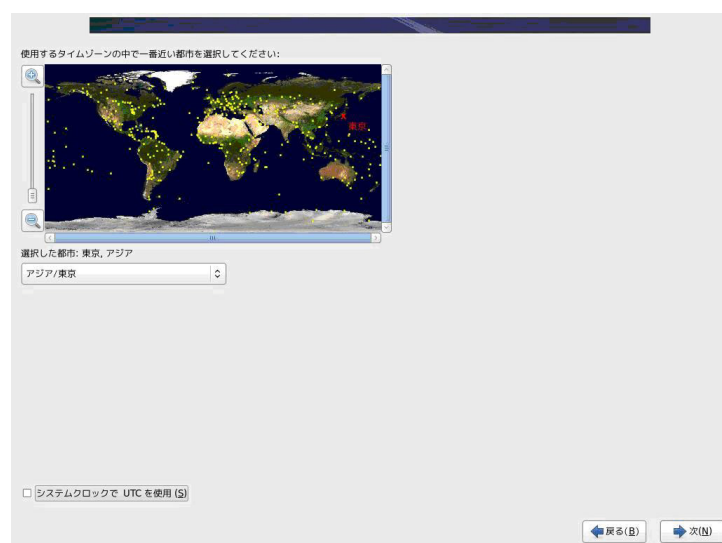 使用するタイムゾーンの中で一番近い都市を選択してください:
東京
選択した都市: 東京, アジア
アジア/東京
システムクロックで UTC を使用 (S)
戻る(B)
次(N)